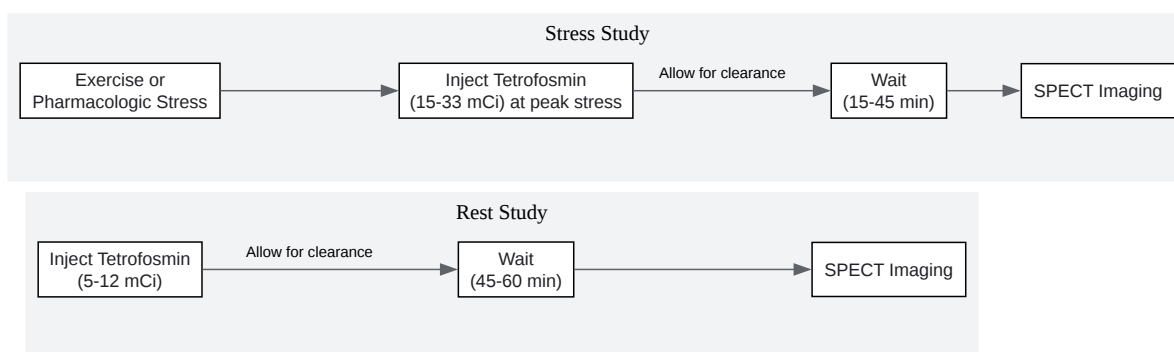 Stress Study
Exercise or
Pharmacologic Stress
Inject Tetrofosmin
(15-33 mCi) at peak stress
Allow for clearance
Wait
(15-45 min)
SPECT Imaging
Rest Study
Inject Tetrofosmin
(5-12 mCi)
Allow for clearance
Wait
(45-60 min)
SPECT Imaging